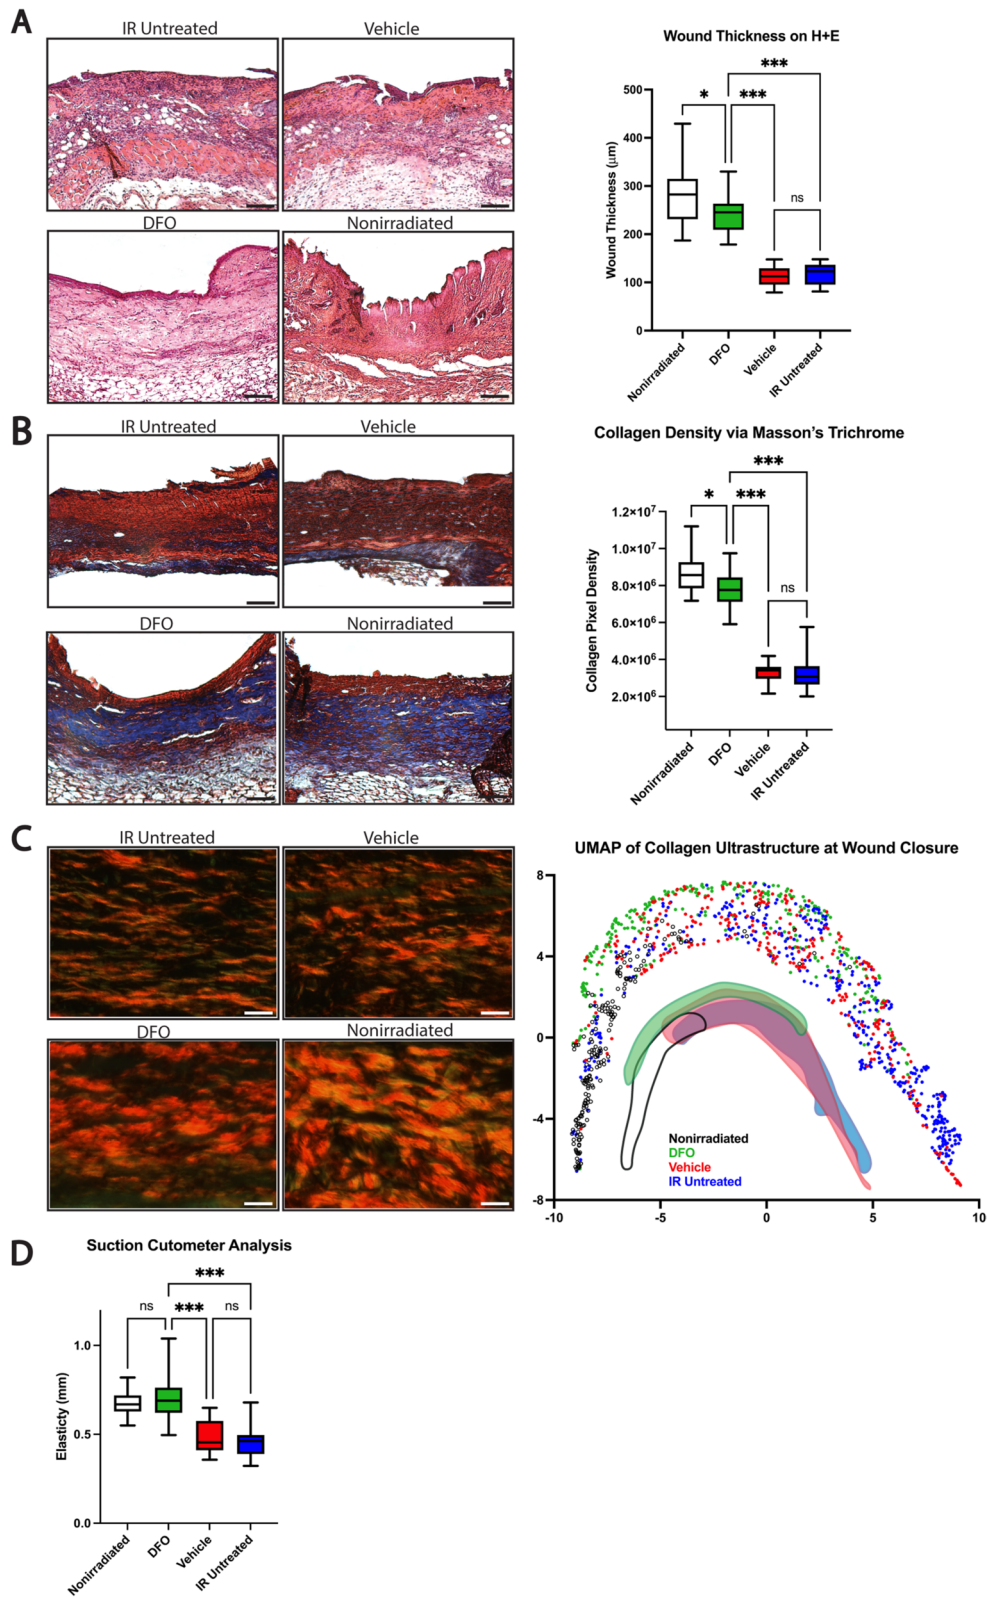 A
IR Untreated
Vehicle
DFO
Nonirradiated
Wound Thickness on H+E
***
* ***
ns
500
400
300
200
100
0
Wound Thickness (μm)
Nonirradiated
DFO
Vehicle
IR Untreated
B
IR Untreated
Vehicle
DFO
Nonirradiated
Collagen Density via Masson's Trichrome
***
* ***
ns
1.2×10⁷
1.0×10⁷
8.0×10⁶
6.0×10⁶
4.0×10⁶
2.0×10⁶
Collagen Pixel Density
Nonirradiated
DFO
Vehicle
IR Untreated
C
IR Untreated
Vehicle
DFO
Nonirradiated
UMAP of Collagen Ultrastructure at Wound Closure
8
4
0
-4
-8
Nonirradiated
DFO
Vehicle
IR Untreated
-10 -5 0 5 10
D
Suction Cutometer Analysis
***
ns *** ns
1.0
0.5
0.0
Elasticty (mm)
Nonirradiated
DFO
Vehicle
IR Untreated